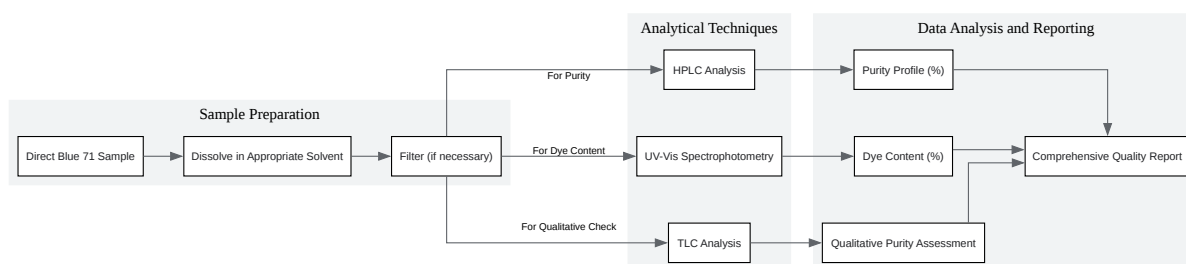 Analytical Techniques
Data Analysis and Reporting
HPLC Analysis
Purity Profile (%)
For Purity
Sample Preparation
Direct Blue 71 Sample
Dissolve in Appropriate Solvent
Filter (if necessary)
For Dye Content
UV-Vis Spectrophotometry
Dye Content (%)
Comprehensive Quality Report
For Qualitative Check
TLC Analysis
Qualitative Purity Assessment